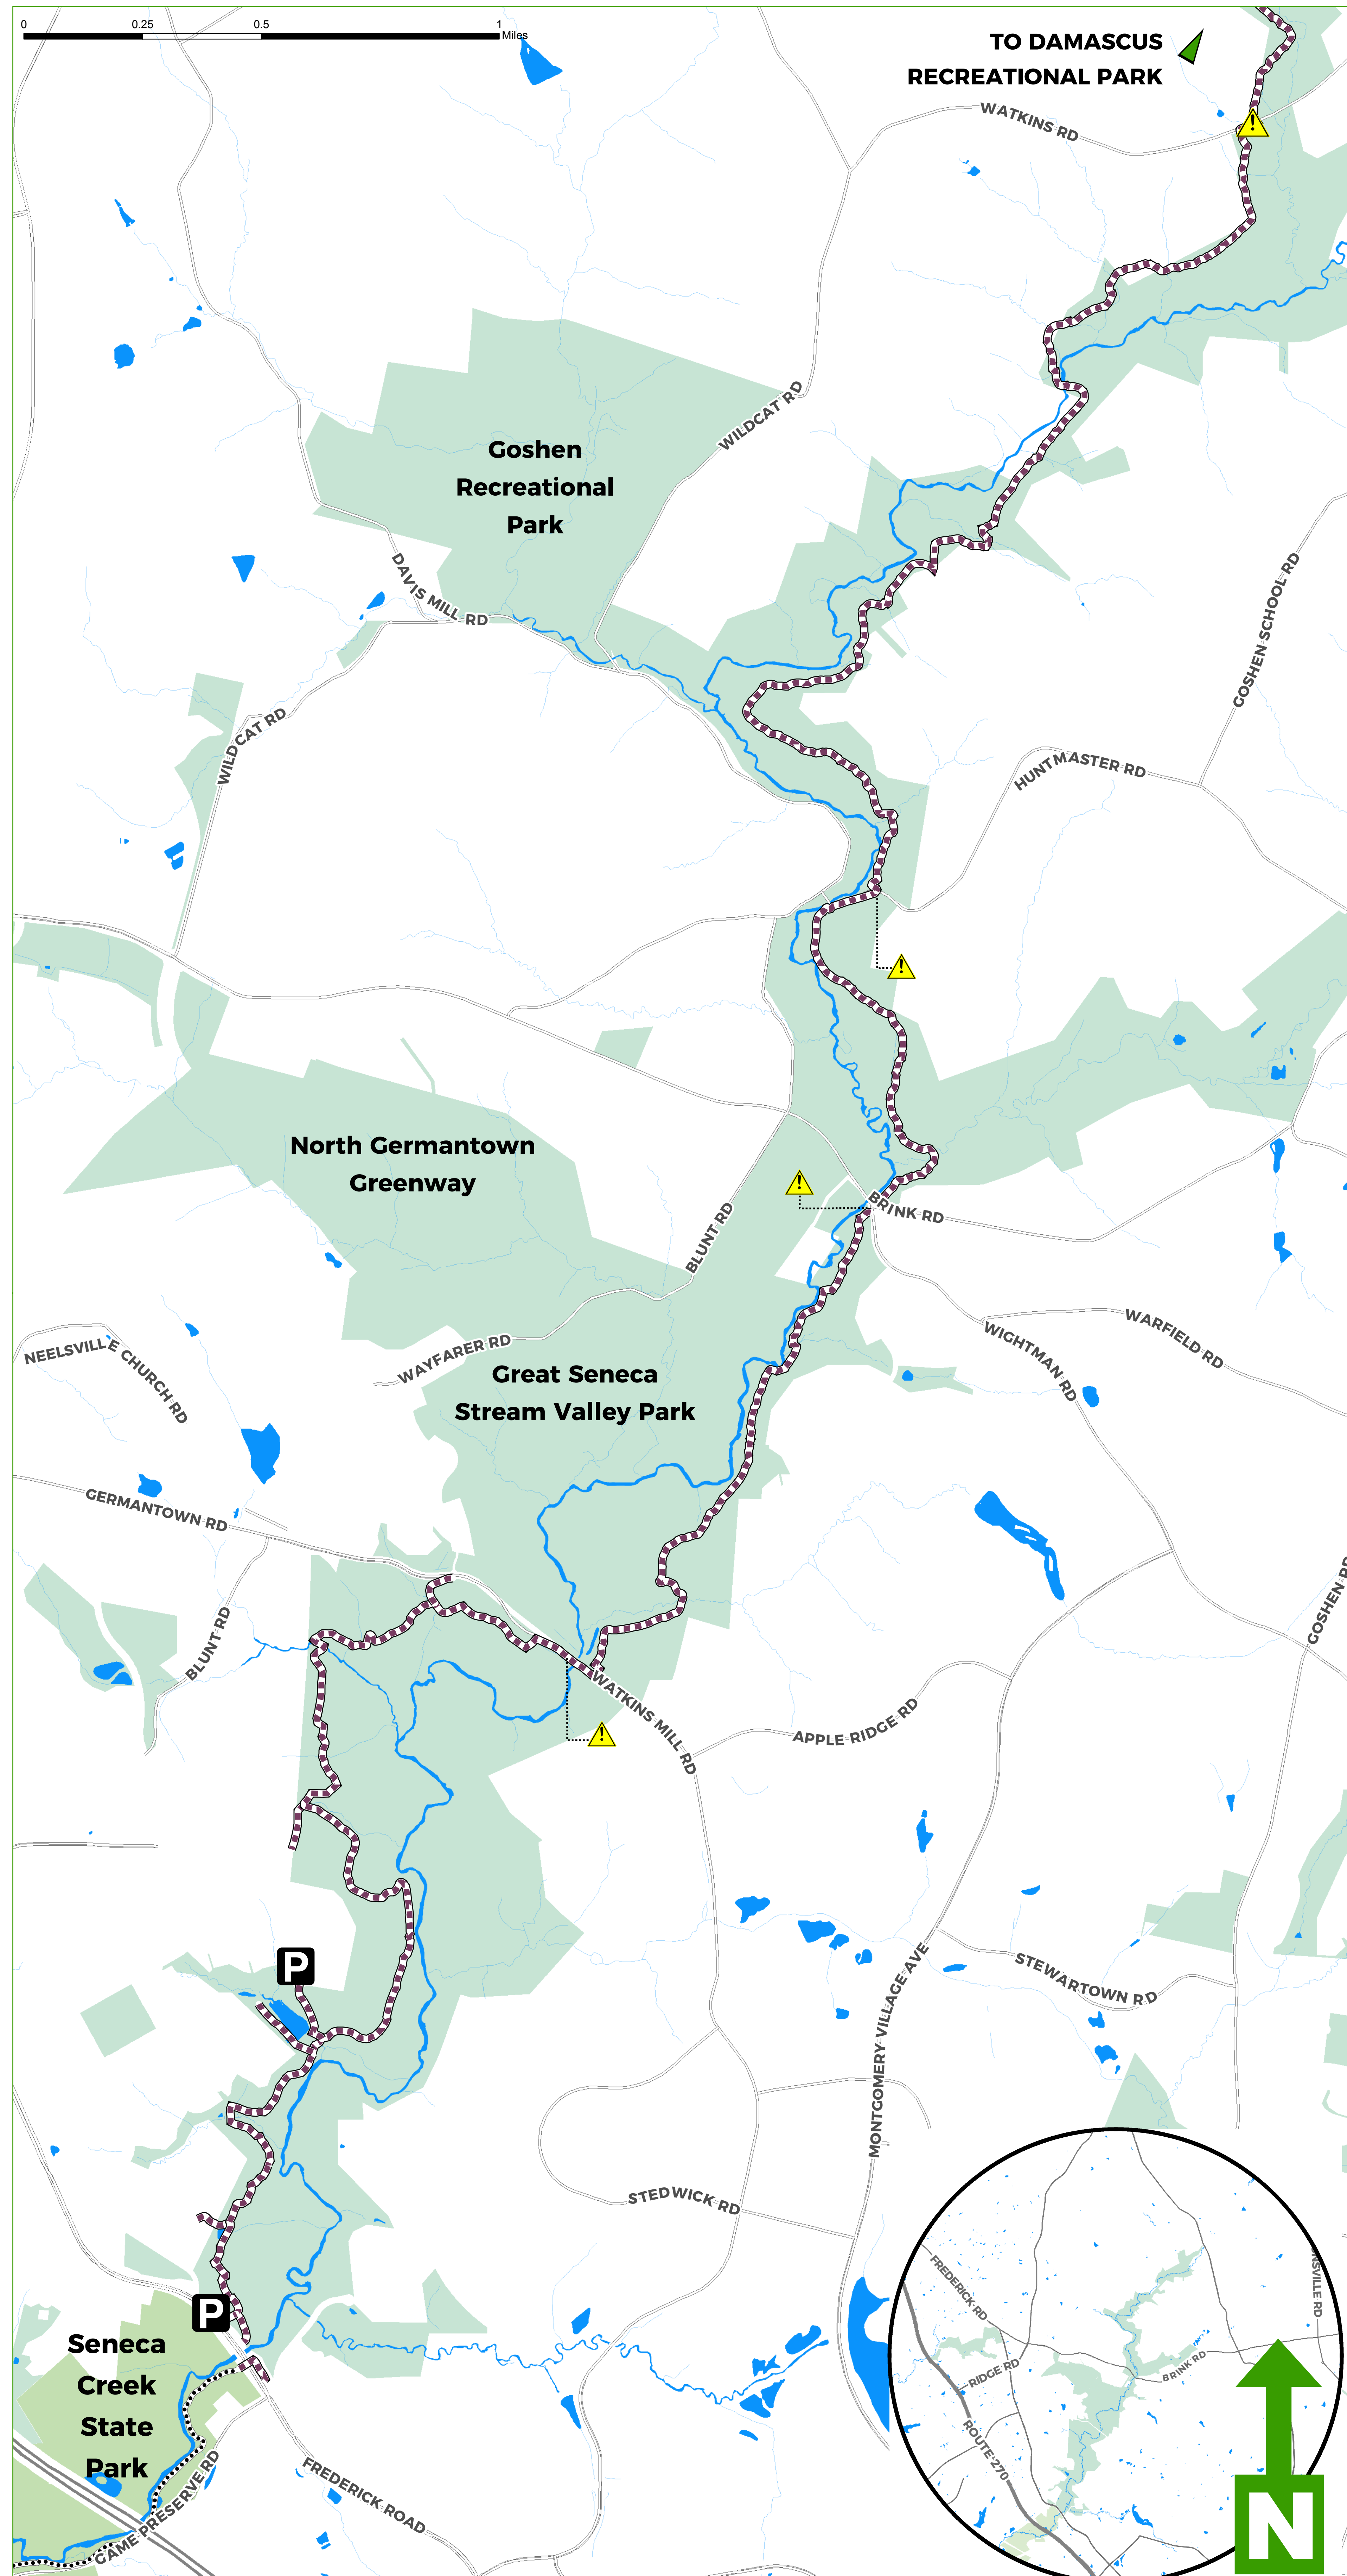 0 0.25 0.5 1
Miles
TO DAMASCUS
RECREATIONAL PARK
WATKINS RD
WILDCAT RD
Goshen
Recreational
Park
DAVIS MILL RD
GOSHEN SCHOOL RD
WILDCAT RD
HUNTMASTER RD
North Germantown
Greenway
BRINK RD
BLUNT RD
NEELSVILLE CHURCH RD
WAYFARER RD
WIGHTMAN RD
WARFIELD RD
Great Seneca
Stream Valley Park
GERMANTOWN RD
BLUNT RD
GOSHEN RD
WATKINS MILL RD
APPLE RIDGE RD
P
MONTGOMERY VILLAGE AVE
STEWARTOWN RD
STEDWICK RD
P
Seneca
Creek
State
Park
GAME PRESERVE RD
FREDERICK ROAD
FREDERICK RD
NSVILLE RD
RIDGE RD
BRINK RD
ROUTE 270
N